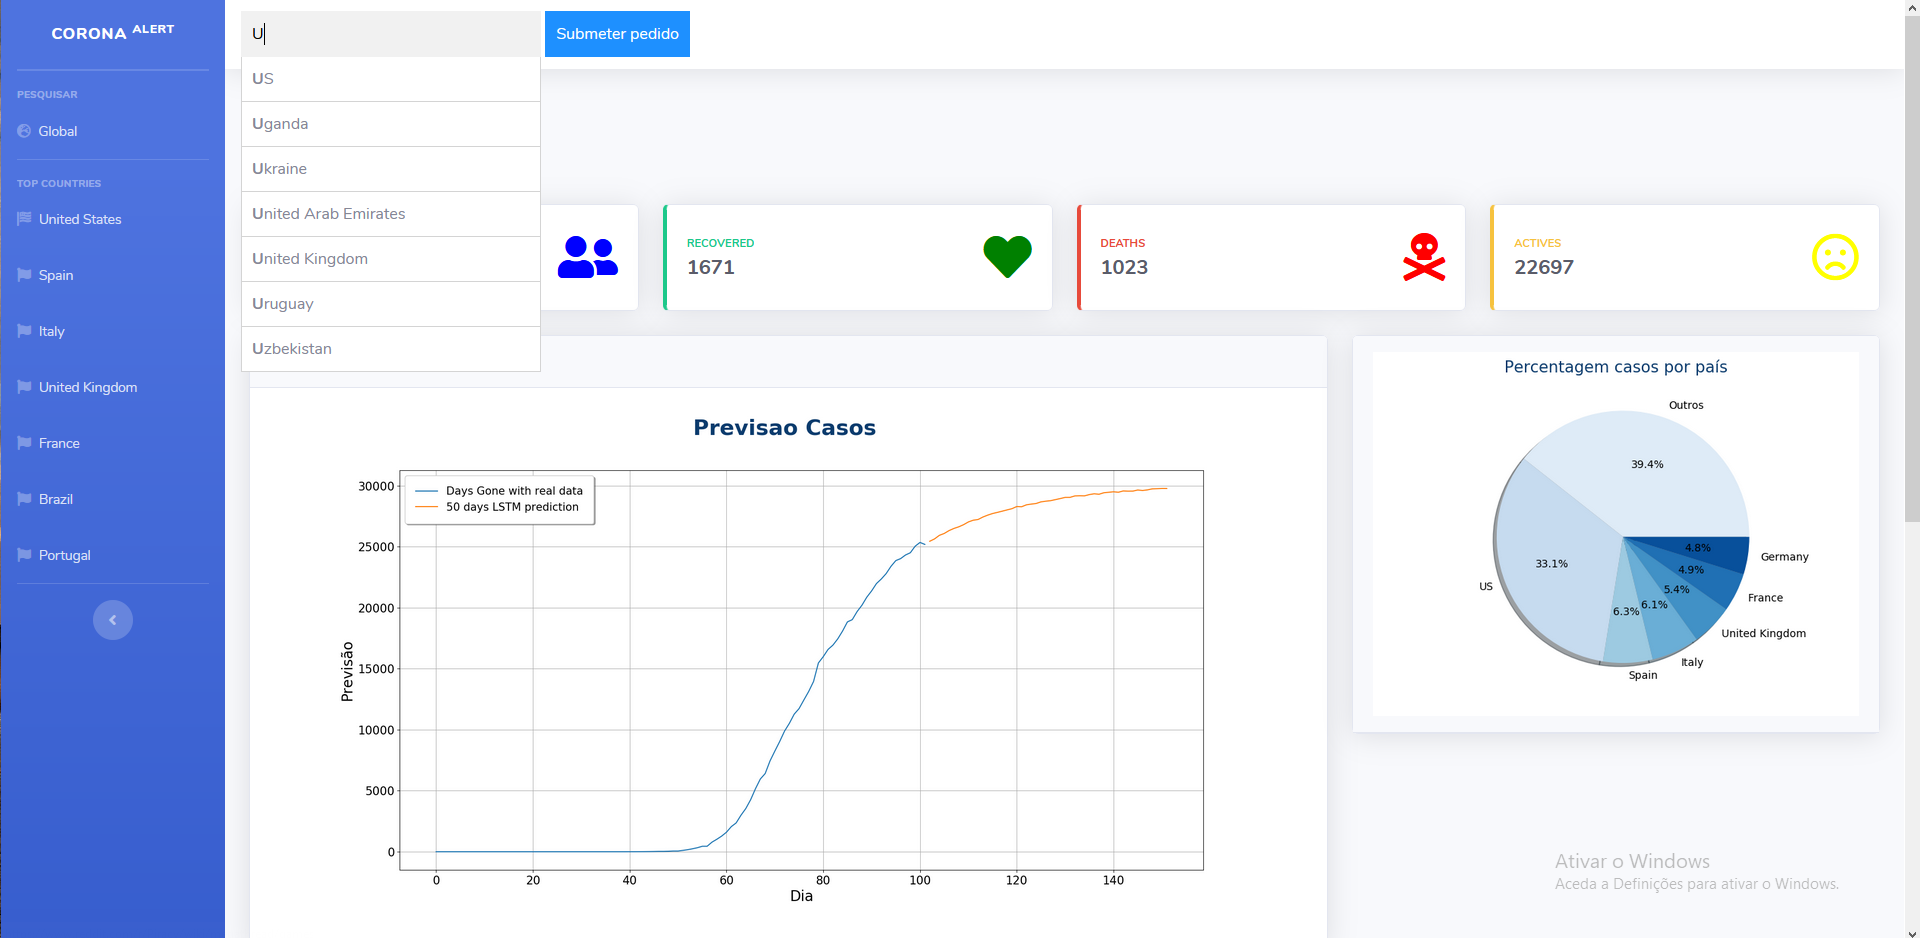 CORONA ALERT
PESQUISAR
Global
TOP COUNTRIES
United States
Spain
Italy
United Kingdom
France
Brazil
Portugal
U
Submeter pedido
US
Uganda
Ukraine
United Arab Emirates
United Kingdom
Uruguay
Uzbekistan
RECOVERED
1671
DEATHS
1023
ACTIVES
22697
Previsao Casos
Days Gone with real data
50 days LSTM prediction
30000
25000
20000
15000
10000
5000
0
Previsão
0 20 40 60 80 100 120 140
Dia
Percentagem casos por país
Outros
39.4%
33.1%
US
6.3%
Spain
6.1%
Italy
5.4%
United Kingdom
4.9%
France
4.8%
Germany
Ativar o Windows
Aceda a Definições para ativar o Windows.